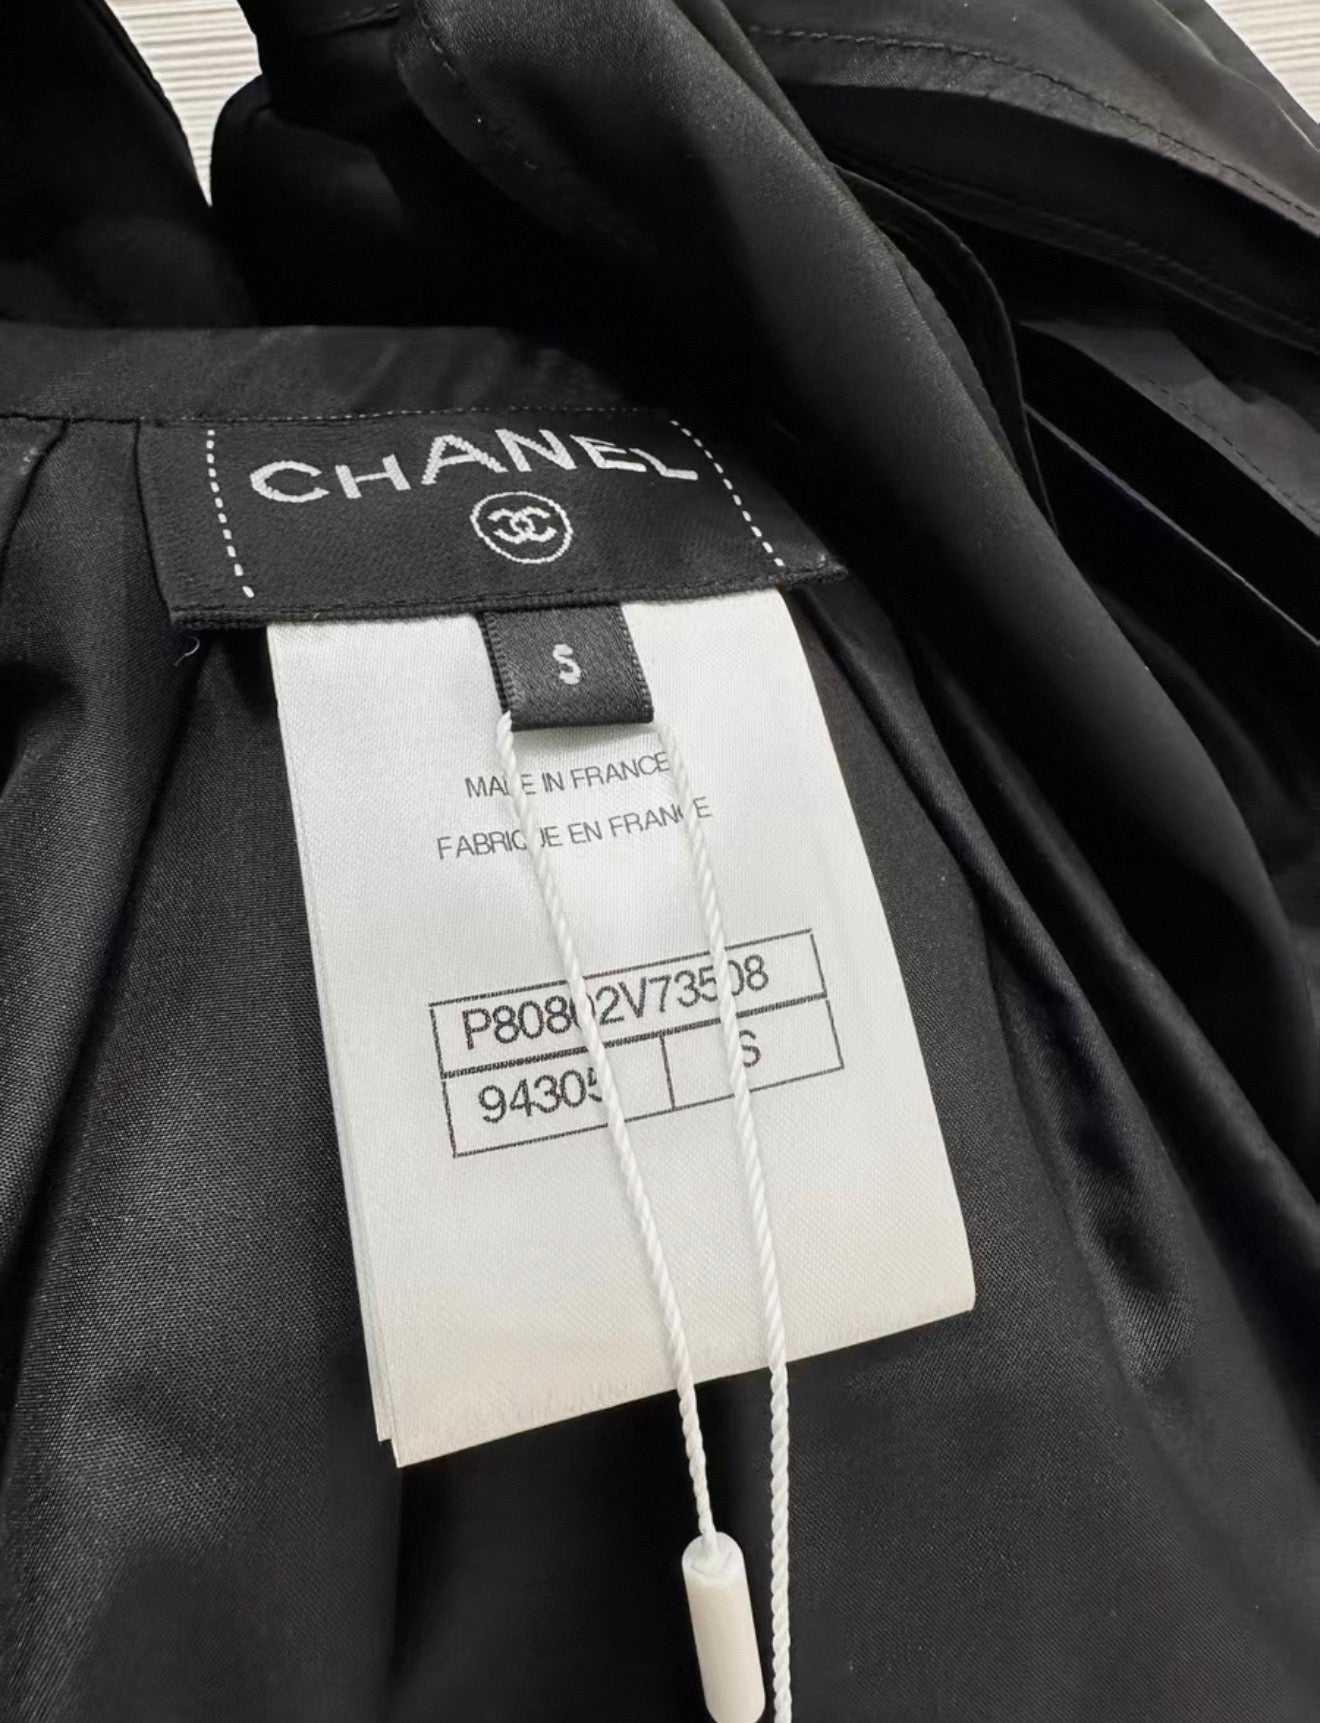 CHANEL
S
MADE IN FRANCE
FABRIQUE EN FRANCE
P80802V73508
94305
S